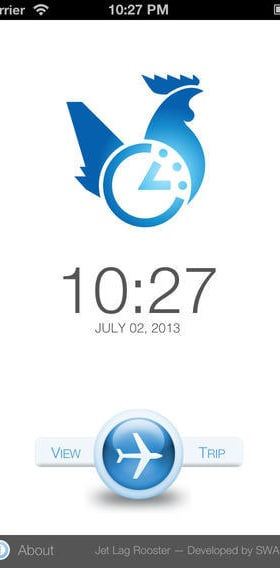 rrier 10:27 PM
10:27
JULY 02, 2013
VIEW TRIP
About Jet Lag Rooster — Developed by SWA